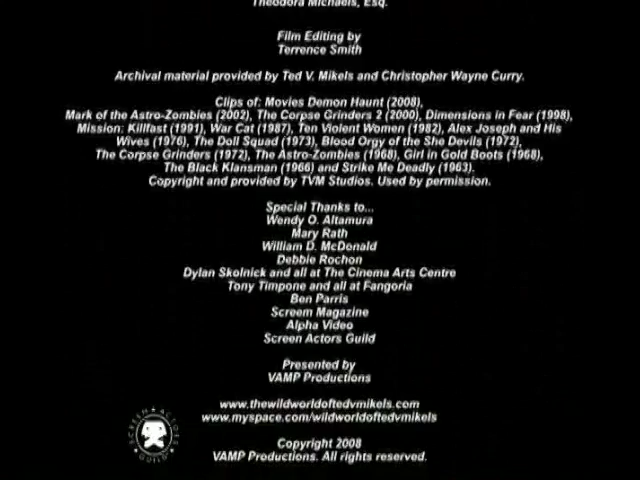 Theodora Michaels, Esq.
Film Editing by
Terrence Smith
Archival material provided by Ted V. Mikels and Christopher Wayne Curry.
Clips of: Movies Demon Haunt (2008),
Mark of the Astro-Zombies (2002), The Corpse Grinders 2 (2000), Dimensions in Fear (1998),
Mission: Killfast (1991), War Cat (1987), Ten Violent Women (1982), Alex Joseph and His
Wives (1976), The Doll Squad (1973), Blood Orgy of the She Devils (1972),
The Corpse Grinders (1972), The Astro-Zombies (1968), Girl in Gold Boots (1968),
The Black Klansman (1966) and Strike Me Deadly (1963).
Copyright and provided by TVM Studios. Used by permission.
Special Thanks to...
Wendy O. Altamura
Mary Rath
William D. McDonald
Debbie Rochon
Dylan Skolnick and all at The Cinema Arts Centre
Tony Timpone and all at Fangoria
Ben Parris
Screem Magazine
Alpha Video
Screen Actors Guild
Presented by
VAMP Productions
www.thewildworldoftedvmikels.com
www.myspace.com/wildworldoftedvmikels
SCREEN ACTORS GUILD
Copyright 2008
VAMP Productions. All rights reserved.